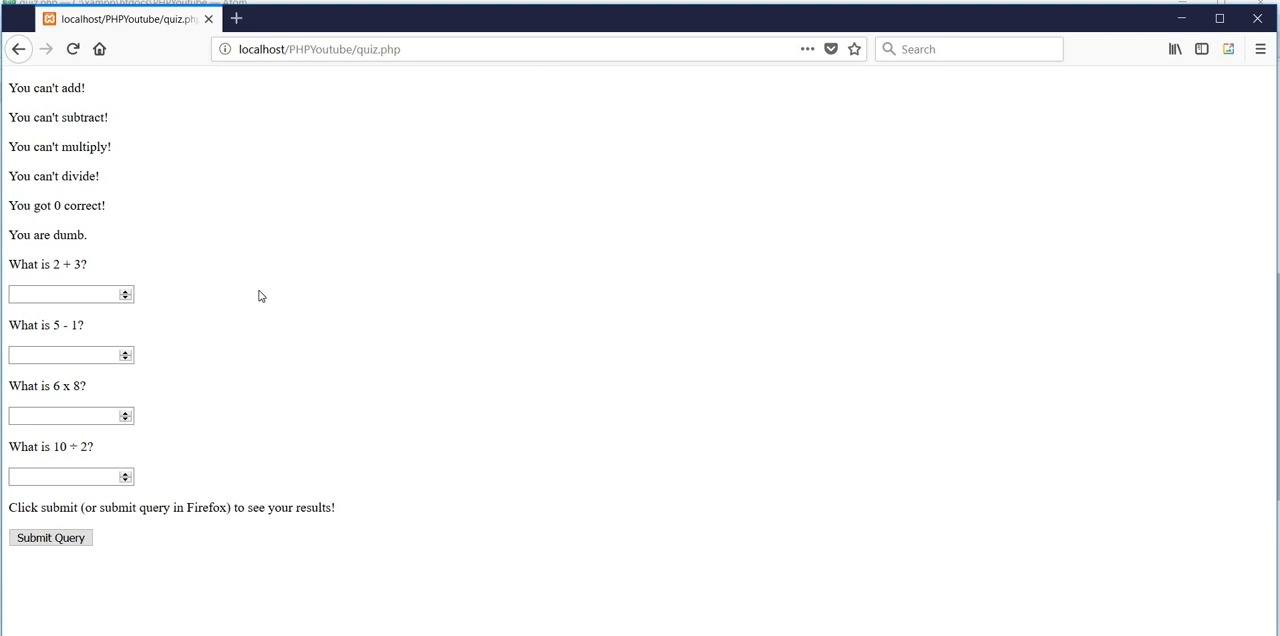 localhost/PHPYoutube/quiz.ph
localhost/PHPYoutube/quiz.php
Search
You can't add!
You can't subtract!
You can't multiply!
You can't divide!
You got 0 correct!
You are dumb.
What is 2 + 3?
What is 5 - 1?
What is 6 x 8?
What is 10 ÷ 2?
Click submit (or submit query in Firefox) to see your results!
Submit Query